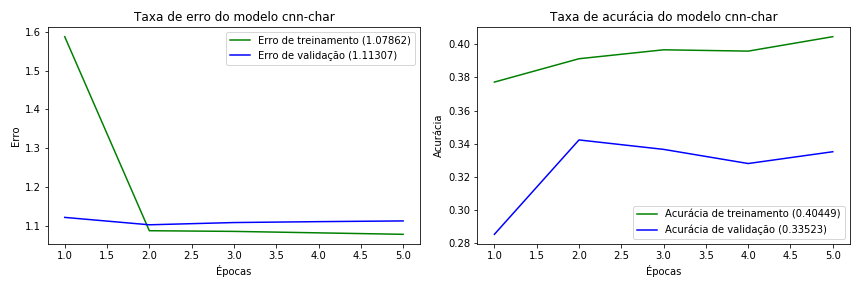 Taxa de erro do modelo cnn-char
1.6
1.5
1.4
1.3
1.2
1.1
Erro
Erro de treinamento (1.07862)
Erro de validação (1.11307)
1.0 1.5 2.0 2.5 3.0 3.5 4.0 4.5 5.0
Épocas
Taxa de acurácia do modelo cnn-char
0.40
0.38
0.36
0.34
0.32
0.30
0.28
Acurácia
Acurácia de treinamento (0.40449)
Acurácia de validação (0.33523)
1.0 1.5 2.0 2.5 3.0 3.5 4.0 4.5 5.0
Épocas